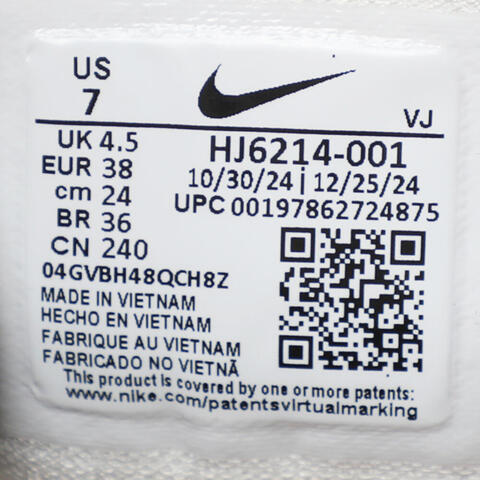 US
7
VJ
UK 4.5
EUR 38
cm 24
BR 36
CN 240
HJ6214-001
10/30/24 | 12/25/24
UPC 00197862724875
04GVBH48QCH8Z
MADE IN VIETNAM
HECHO EN VIETNAM
FABRIQUE AU VIETNAM
FABRICADO NO VIETNÃ
This product is covered by one or more patents:
www.nike.com/patentsvirtualmarking